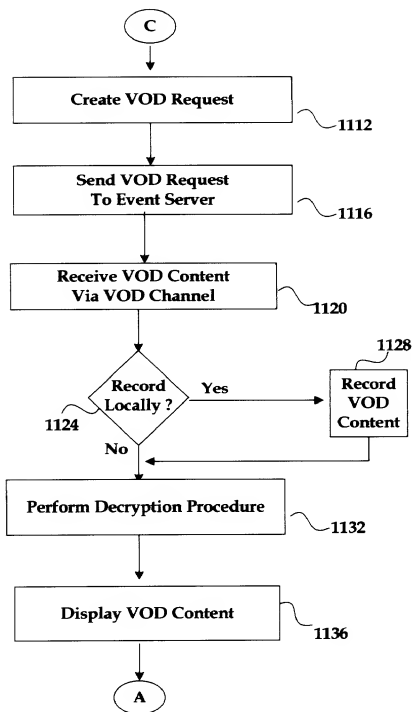 C
Create VOD Request
1112
Send VOD Request
To Event Server
1116
Receive VOD Content
Via VOD Channel
1120
Record
Locally ?
1124
Yes
1128
Record
VOD
Content
No
Perform Decryption Procedure
1132
Display VOD Content
1136
A